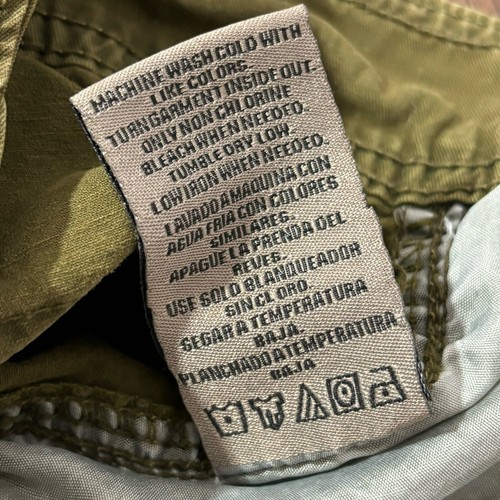 MACHINE WASH COLD WITH
LIKE COLORS.
TURN GARMENT INSIDE OUT.
ONLY NON CHLORINE
BLEACH WHEN NEEDED.
TUMBLE DRY LOW.
LOW IRON WHEN NEEDED.
LAVADO A MAQUINA CON
AGUA FRIA CON COLORES
SIMILARES.
APAGUE LA PRENDA DEL
REVES.
USE SOLO BLANQUEADOR
SIN CLORO.
SEGAR A TEMPERATURA
BAJA.
PLANCHADO A TEMPERATURA
BAJA